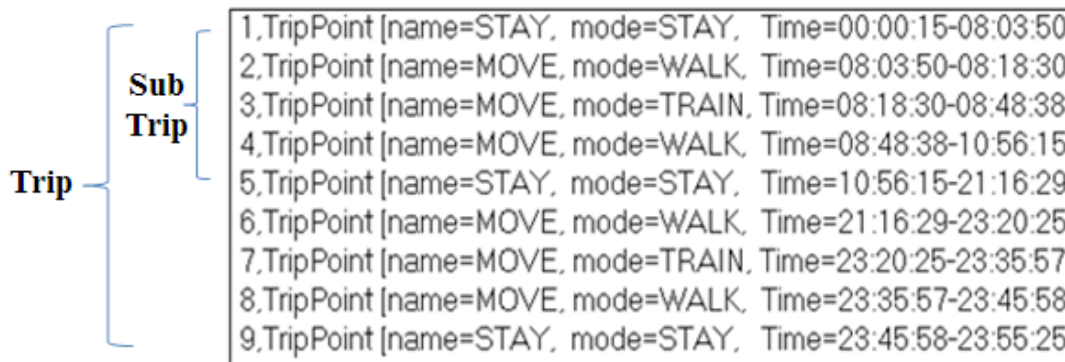 Trip
Sub
Trip
1,TripPoint [name=STAY, mode=STAY, Time=00:00:15-08:03:50
2,TripPoint [name=MOVE, mode=WALK, Time=08:03:50-08:18:30
3,TripPoint [name=MOVE, mode=TRAIN, Time=08:18:30-08:48:38
4,TripPoint [name=MOVE, mode=WALK, Time=08:48:38-10:56:15
5,TripPoint [name=STAY, mode=STAY, Time=10:56:15-21:16:29
6,TripPoint [name=MOVE, mode=WALK, Time=21:16:29-23:20:25
7,TripPoint [name=MOVE, mode=TRAIN, Time=23:20:25-23:35:57
8,TripPoint [name=MOVE, mode=WALK, Time=23:35:57-23:45:58
9,TripPoint [name=STAY, mode=STAY, Time=23:45:58-23:55:25